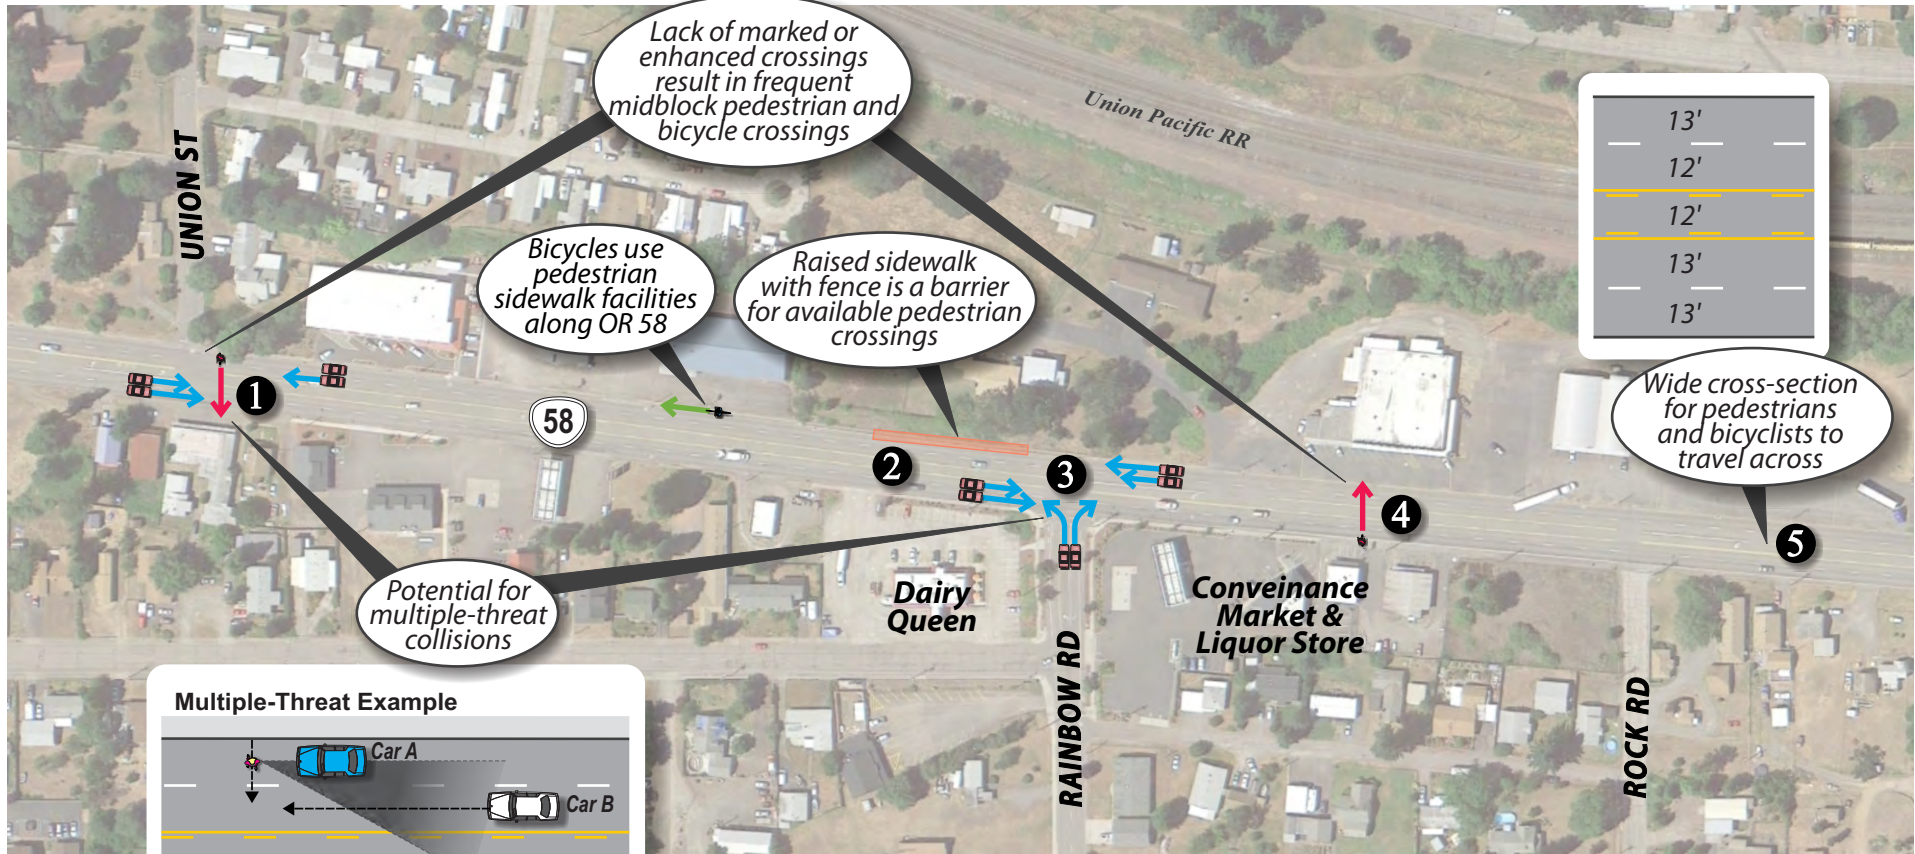 Lack of marked or
enhanced crossings
result in frequent
midblock pedestrian and
bicycle crossings
Union Pacific RR
13'
12'
12'
13'
13'
UNION ST
Bicycles use
pedestrian
sidewalk facilities
along OR 58
Raised sidewalk
with fence is a barrier
for available pedestrian
crossings
Wide cross-section
for pedestrians
and bicyclists to
travel across
1
58
2
3
4
5
Potential for
multiple-threat
collisions
Dairy
Queen
Conveinance
Market &
Liquor Store
RAINBOW RD
ROCK RD
Multiple-Threat Example
Car A
Car B